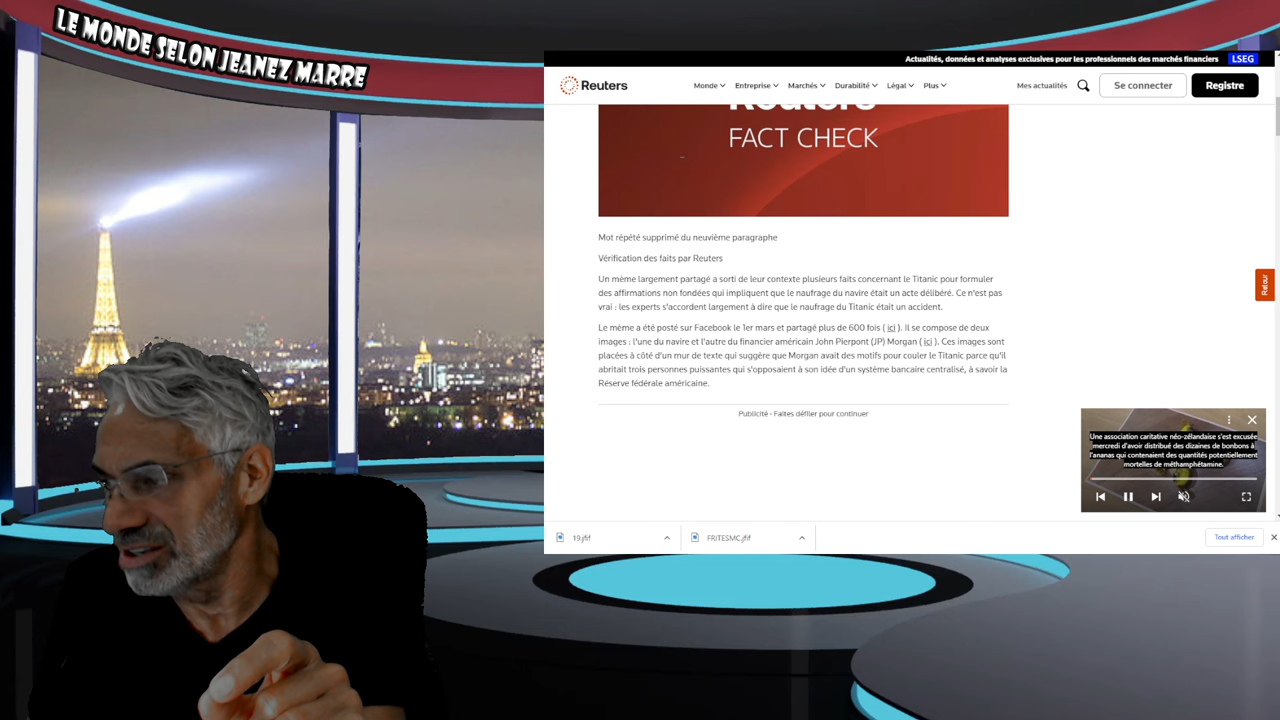 LE MONDE SELON JEANEZ MARRE
Actualités, données et analyses exclusives pour les professionnels des marchés financiers LSEG
Reuters Monde Entreprise Marchés Durabilité Légal Plus Mes actualités Se connecter Registre
Reuters
FACT CHECK
Mot répété supprimé du neuvième paragraphe
Vérification des faits par Reuters
Un mème largement partagé a sorti de leur contexte plusieurs faits concernant le Titanic pour formuler
des affirmations non fondées qui impliquent que le naufrage du navire était un acte délibéré. Ce n'est pas
vrai : les experts s'accordent largement à dire que le naufrage du Titanic était un accident.
Le mème a été posté sur Facebook le 1er mars et partagé plus de 600 fois ( ici ). Il se compose de deux
images : l'une du navire et l'autre du financier américain John Pierpont (JP) Morgan ( ici ). Ces images sont
placées à côté d'un mur de texte qui suggère que Morgan avait des motifs pour couler le Titanic parce qu'il
abritait trois personnes puissantes qui s'opposaient à son idée d'un système bancaire centralisé, à savoir la
Réserve fédérale américaine.
Publicité - Faites défiler pour continuer
Retour
Une association caritative néo-zélandaise s'est excusée
mercredi d'avoir distribué des dizaines de bonbons à
l'ananas qui contenaient des quantités potentiellement
mortelles de méthamphétamine.
19.jfif FRITESMC.jfif Tout afficher